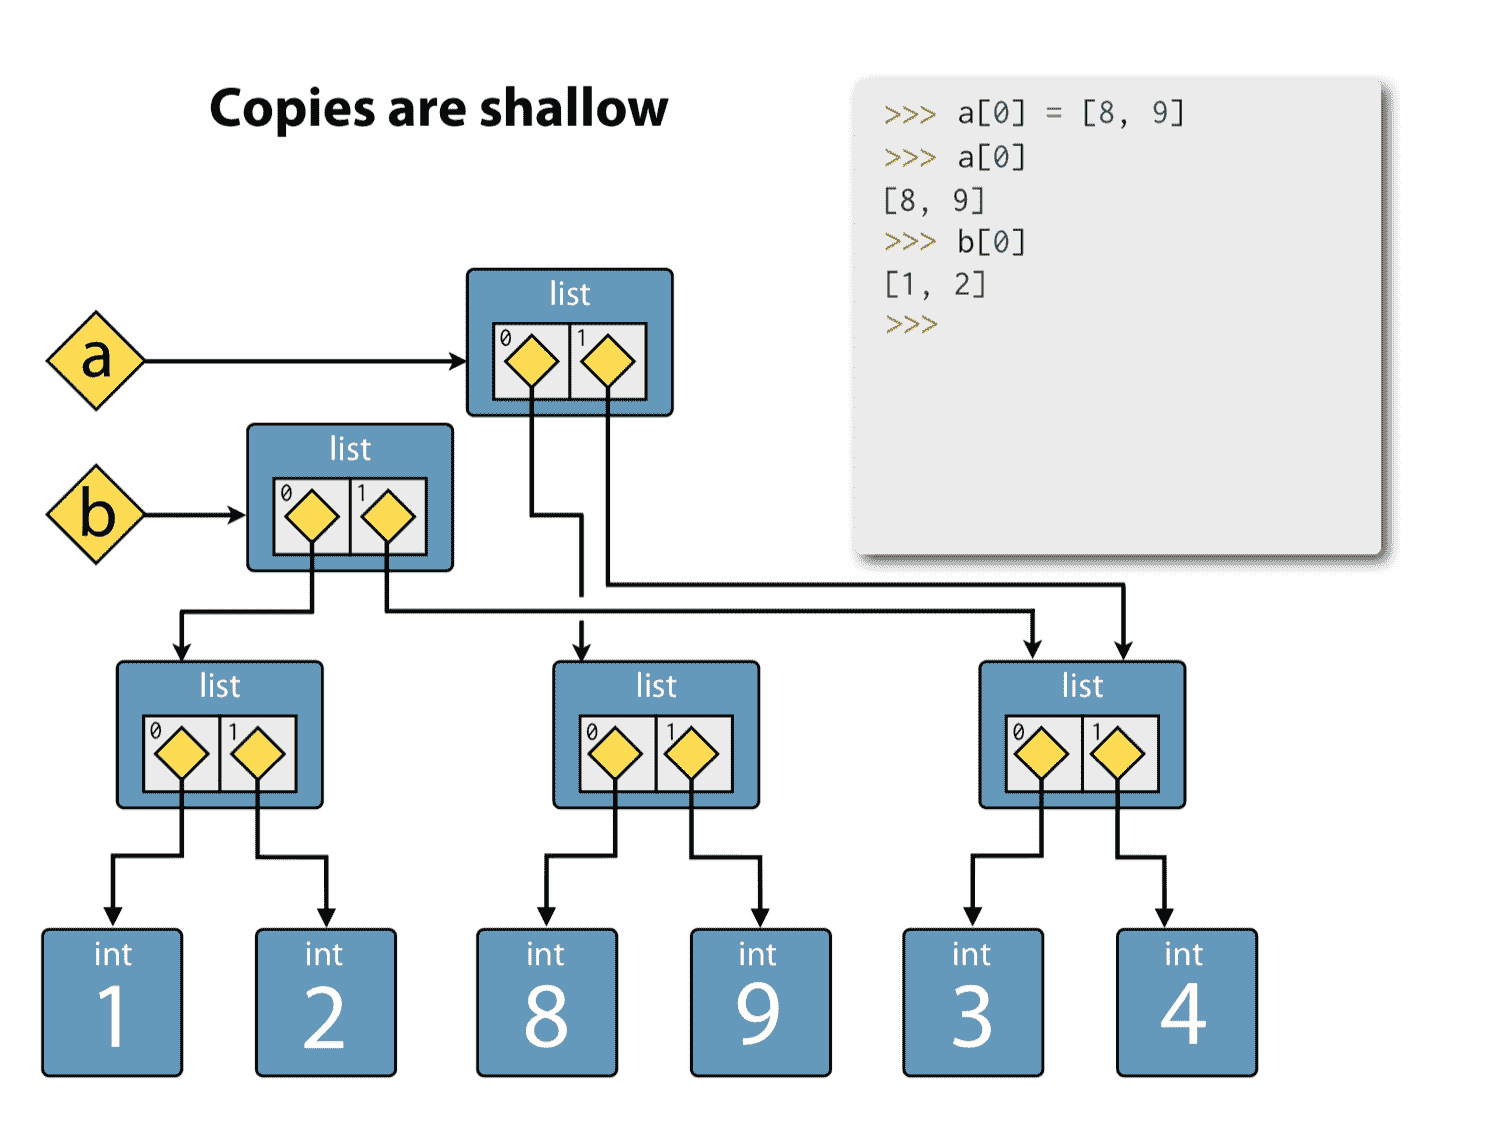 Copies are shallow
>>> a[0] = [8, 9]
>>> a[0]
[8, 9]
>>> b[0]
[1, 2]
>>>
list
0 1
a
list
0 1
b
list list list
0 1 0 1 0 1
int int int int int int
1 2 8 9 3 4